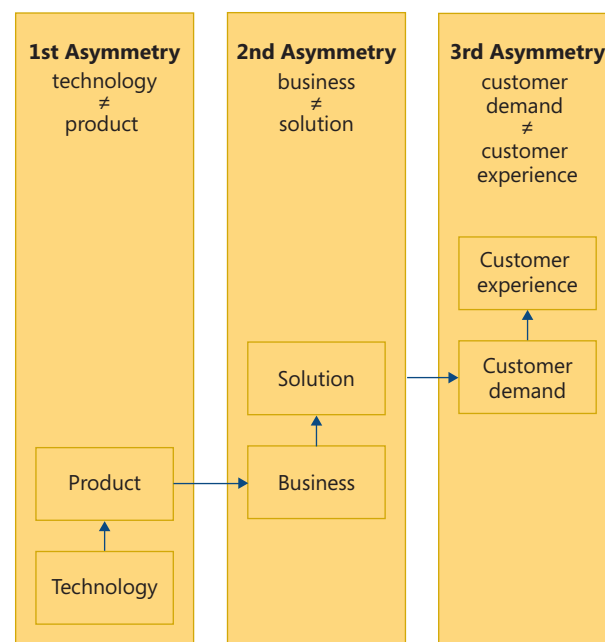 1st Asymmetry
technology
≠
product
2nd Asymmetry
business
≠
solution
3rd Asymmetry
customer
demand
≠
customer
experience
Customer
experience
Solution
Customer
demand
Product
Business
Technology